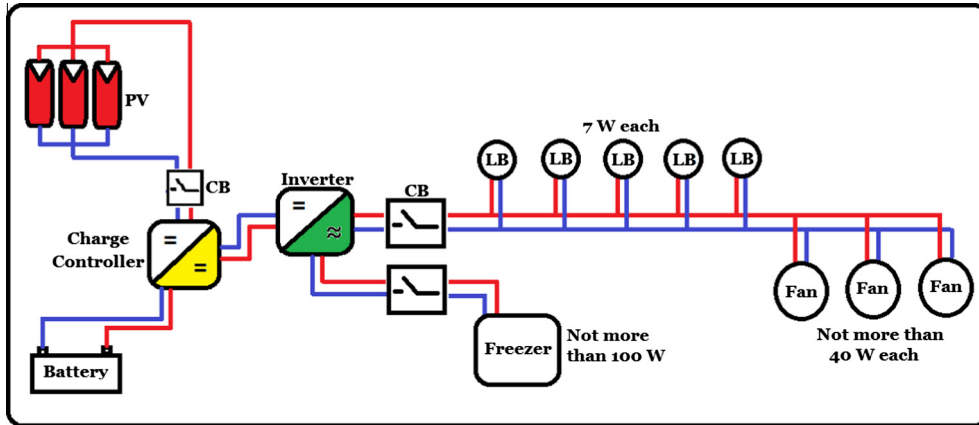 PV
7 W each
LB
LB
LB
LB
LB
CB
Inverter
CB
Charge
Controller
=
=
=
≈
Fan
Fan
Fan
Not more than
40 W each
Freezer
Not more
than 100 W
Battery